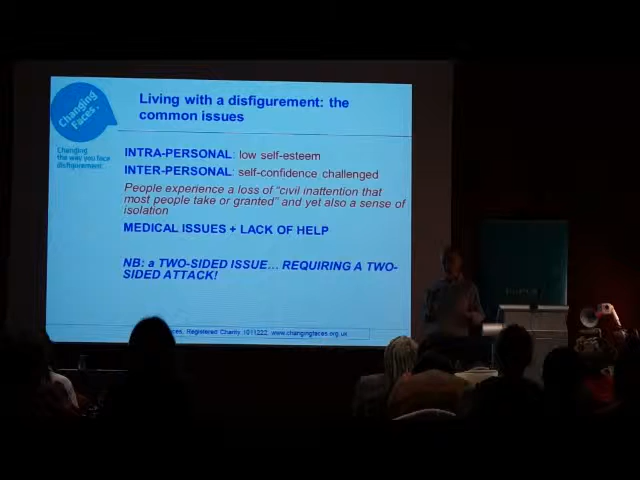 Living with a disfigurement: the
common issues
Changing
Faces.
Changing
the way you face
disfigurement.
INTRA-PERSONAL: low self-esteem
INTER-PERSONAL: self-confidence challenged
People experience a loss of "civil inattention that
most people take or granted" and yet also a sense of
isolation
MEDICAL ISSUES + LACK OF HELP
NB: a TWO-SIDED ISSUE... REQUIRING A TWO-
SIDED ATTACK!
Faces, Registered Charity 1011222, www.changingfaces.org.uk